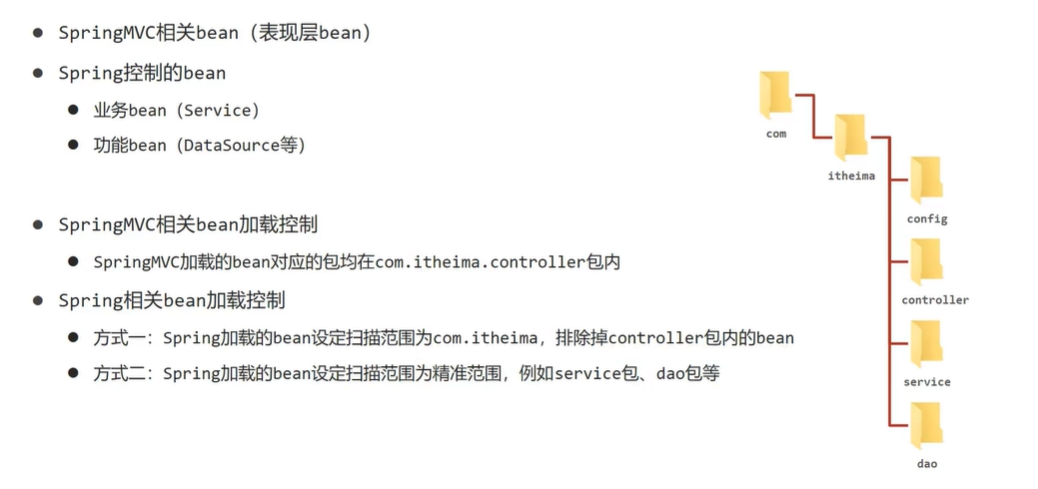 SpringMVC相关bean（表现层bean）
Spring控制的bean
业务bean（Service）
功能bean（DataSource等）
SpringMVC相关bean加载控制
SpringMVC加载的bean对应的包均在com.itheima.controller包内
Spring相关bean加载控制
方式一：Spring加载的bean设定扫描范围为com.itheima，排除掉controller包内的bean
方式二：Spring加载的bean设定扫描范围为精准范围，例如service包、dao包等
com
itheima
config
controller
service
dao